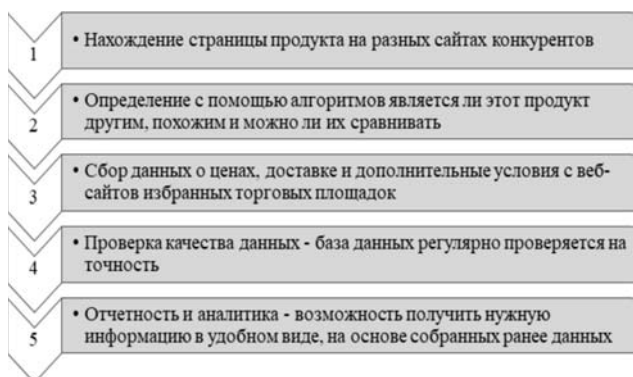 1
• Нахождение страницы продукта на разных сайтах конкурентов
2
• Определение с помощью алгоритмов является ли этот продукт
другим, похожим и можно ли их сравнивать
3
• Сбор данных о ценах, доставке и дополнительные условия с веб-
сайтов избранных торговых площадок
4
• Проверка качества данных - база данных регулярно проверяется на
точность
5
• Отчетность и аналитика - возможность получить нужную
информацию в удобном виде, на основе собранных ранее данных